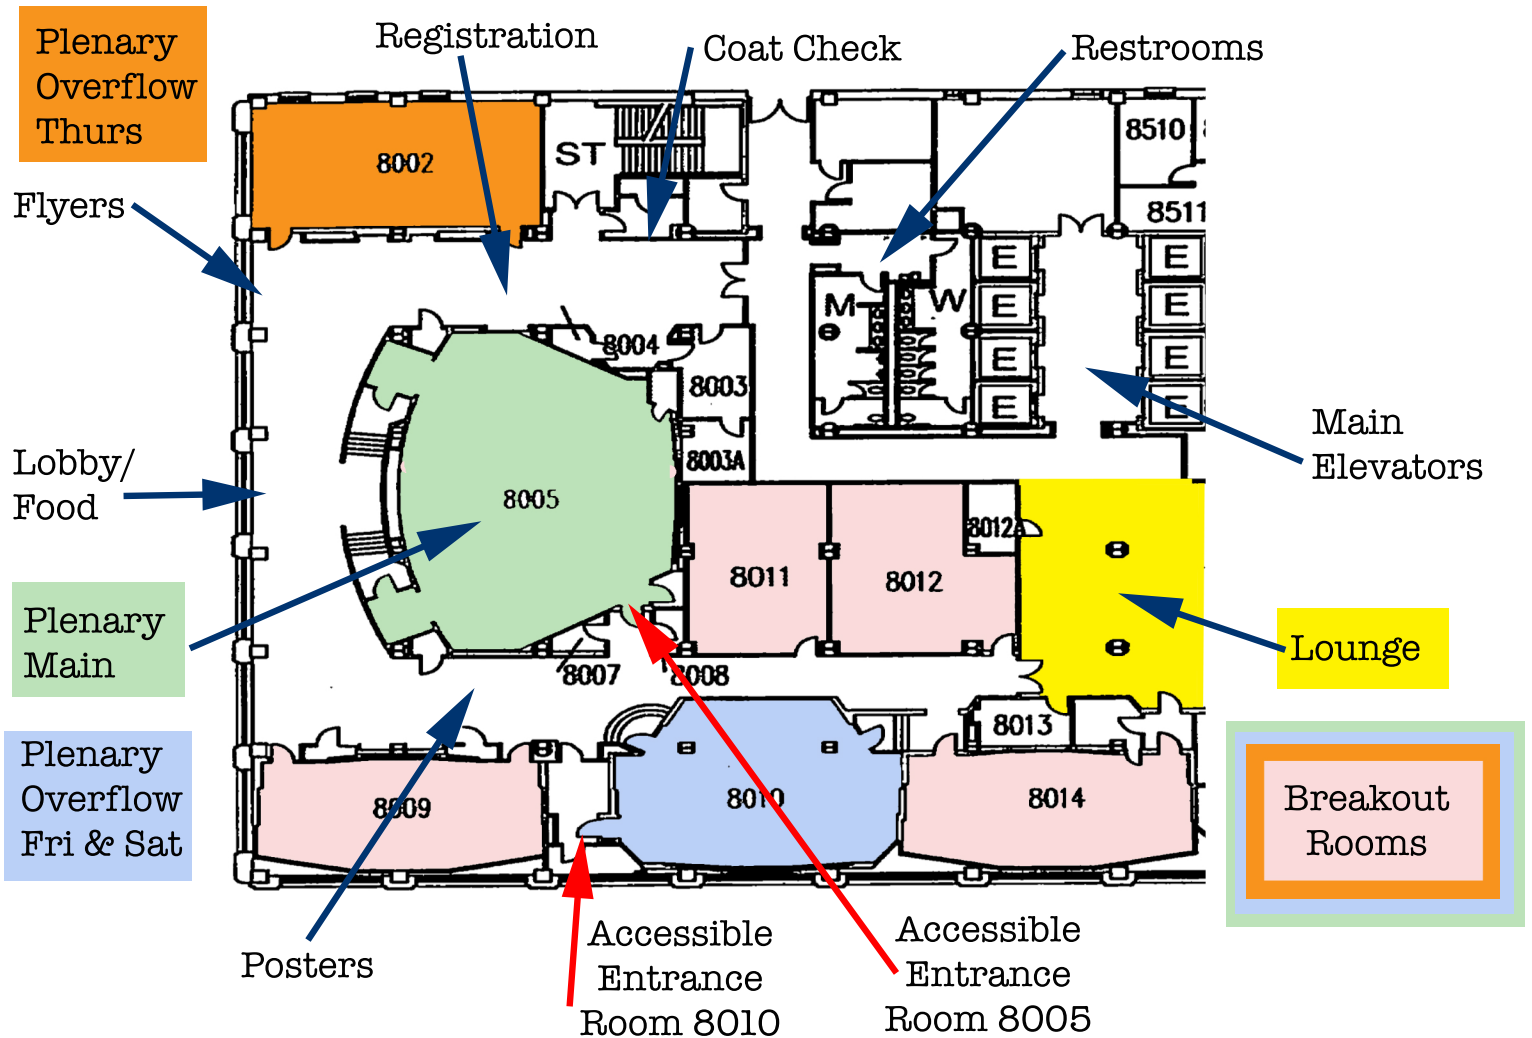 Plenary
Overflow
Thurs
Registration
Coat Check
Restrooms
Flyers
8002
ST
8510
8511
E
E
E
E
E
E
E
E
M
W
8004
8003
8003A
Main
Elevators
Lobby/
Food
8005
8012A
8011
8012
Plenary
Main
Lounge
8007
8008
8013
Plenary
Overflow
Fri & Sat
8009
8010
8014
Breakout
Rooms
Posters
Accessible
Entrance
Room 8010
Accessible
Entrance
Room 8005